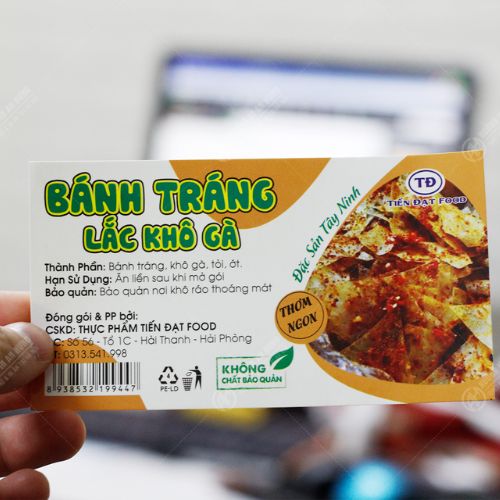 BÁNH TRÁNG
LẮC KHÔ GÀ
TĐ
TIẾN ĐẠT FOOD
Thành Phần: Bánh tráng, khô gà, tỏi, ớt.
Hạn Sử Dụng: Ăn liền sau khi mở gói
Bảo quản: Bảo quản nơi khô ráo thoáng mát
Đặc Sản Tây Ninh
THƠM
NGON
Đóng gói & PP bởi:
CSKD: THỰC PHẨM TIẾN ĐẠT FOOD
C: Số 56 - Tổ 1C - Hải Thanh - Hải Phòng
T: 0313.541.998
8 938532 199447
4
PE-LD
KHÔNG
CHẤT BẢO QUẢN